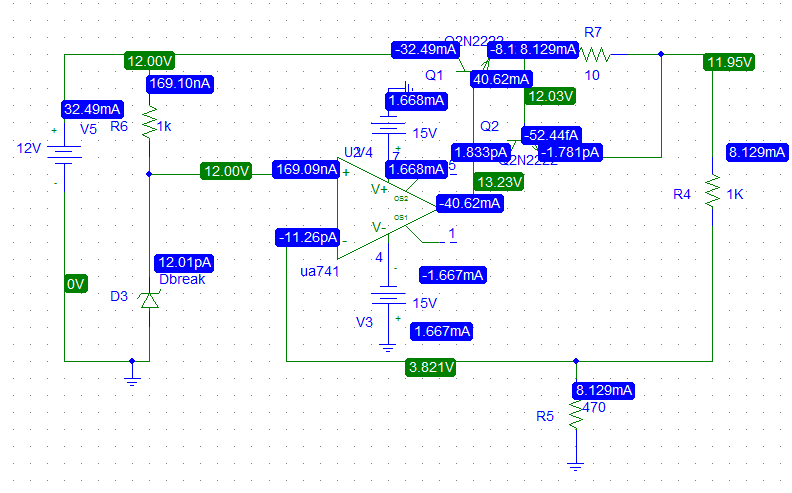 R7
-32.49mA
Q2N2222
-8.1
8.129mA
12.00V
11.95V
Q1
40.62mA
10
169.10nA
12.03V
1.668mA
32.49mA
V5
R6
1k
Q2
-52.44fA
15V
12V
1.833pA
-1.781pA
8.129mA
Q2N2222
U2
V4
7
5
12.00V
169.09nA
1.668mA
+
V+
OS2
13.23V
R4
1K
-40.62mA
OS1
-11.26pA
V-
-
1
ua741
4
12.01pA
Dbreak
-1.667mA
0V
D3
15V
V3
1.667mA
3.821V
8.129mA
470
R5